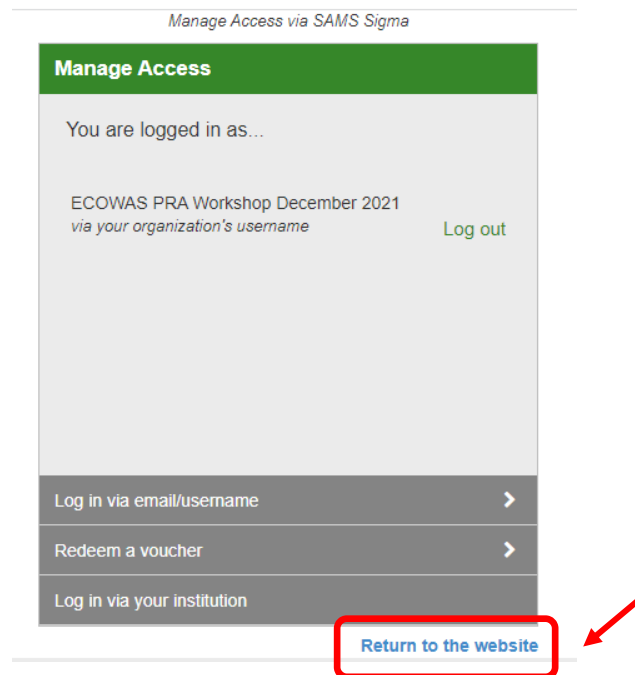 Manage Access via SAMS Sigma
Manage Access
You are logged in as...
ECOWAS PRA Workshop December 2021
via your organization's username
Log out
Log in via email/username
Redeem a voucher
Log in via your institution
Return to the website